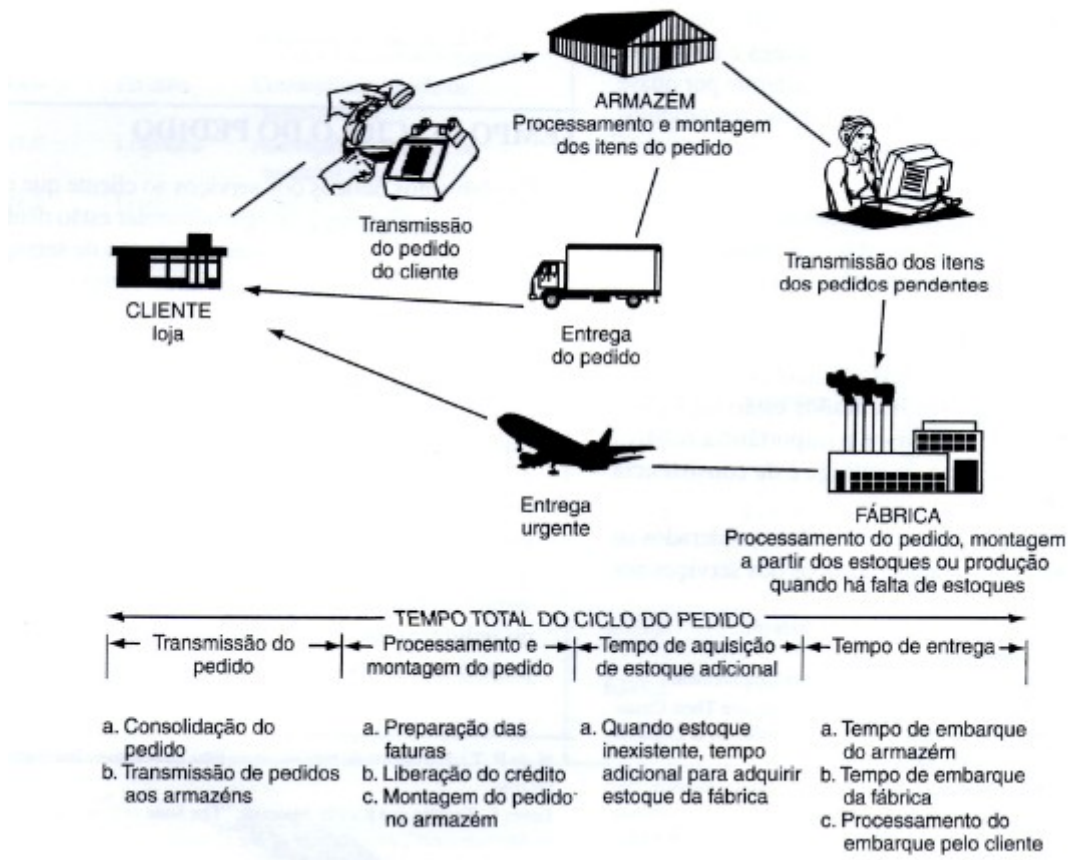 ARMAZÉM
Processamento e montagem
dos itens do pedido
Transmissão
do pedido
do cliente
Transmissão dos itens
dos pedidos pendentes
CLIENTE
loja
Entrega
do pedido
Entrega
urgente
FÁBRICA
Processamento do pedido, montagem
a partir dos estoques ou produção
quando há falta de estoques
TEMPO TOTAL DO CICLO DO PEDIDO
Transmissão do
pedido
Processamento e
montagem do pedido
Tempo de aquisição
de estoque adicional
Tempo de entrega
a. Consolidação do
pedido
b. Transmissão de pedidos
aos armazéns
a. Preparação das
faturas
b. Liberação do crédito
c. Montagem do pedido
no armazém
a. Quando estoque
inexistente, tempo
adicional para adquirir
estoque da fábrica
a. Tempo de embarque
do armazém
b. Tempo de embarque
da fábrica
c. Processamento do
embarque pelo cliente